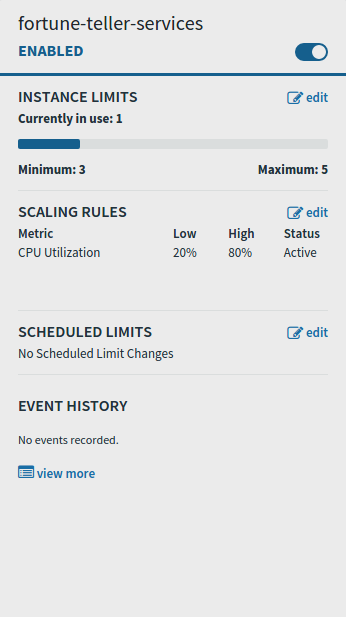 fortune-teller-services
ENABLED
INSTANCE LIMITS edit
Currently in use: 1
Minimum: 3 Maximum: 5
SCALING RULES edit
Metric Low High Status
CPU Utilization 20% 80% Active
SCHEDULED LIMITS edit
No Scheduled Limit Changes
EVENT HISTORY
No events recorded.
view more